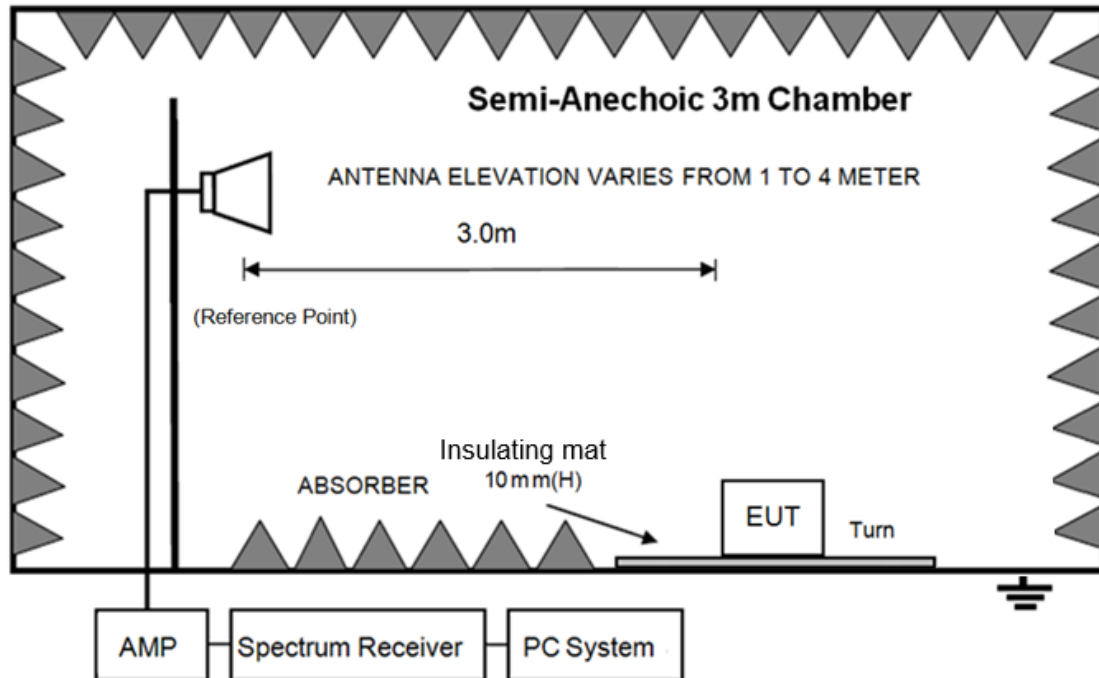 Semi-Anechoic 3m Chamber
ANTENNA ELEVATION VARIES FROM 1 TO 4 METER
3.0m
(Reference Point)
Insulating mat
10mm(H)
ABSORBER
EUT
Turn
AMP
Spectrum Receiver
PC System